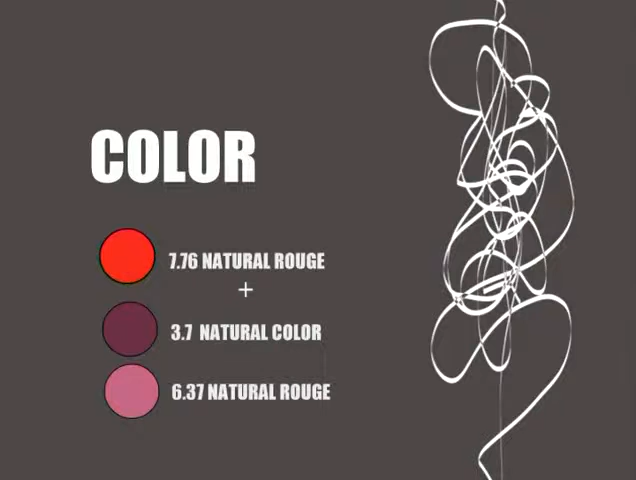 COLOR
7.76 NATURAL ROUGE
+
3.7 NATURAL COLOR
6.37 NATURAL ROUGE